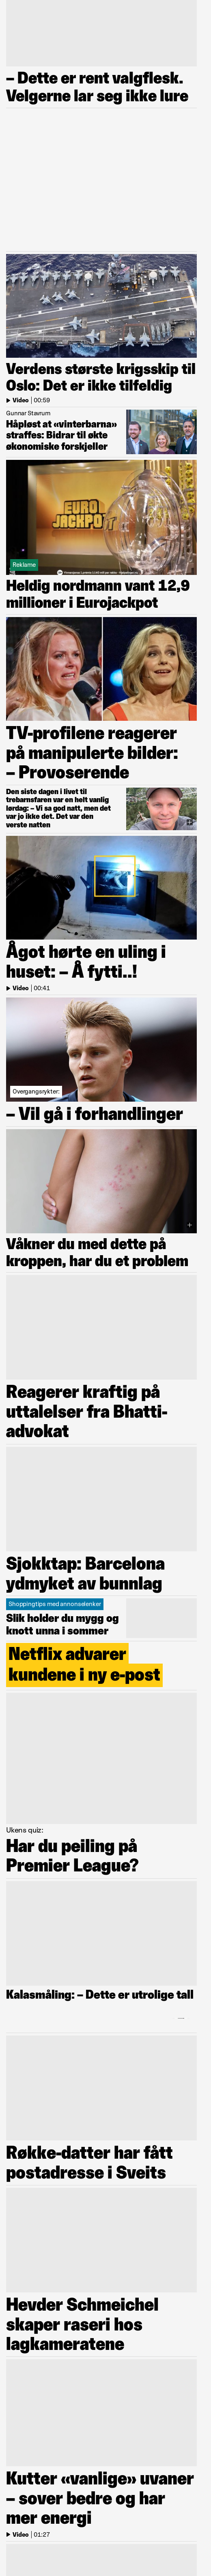 – Dette er rent valgflesk.
Velgerne lar seg ikke lure
Verdens største krigsskip til
Oslo: Det er ikke tilfeldig
Video | 00:59
Gunnar Stavrum
Håpløst at «vinterbarna»
straffes: Bidrar til økte
økonomiske forskjeller
EURO
JACKPOT
Reklame
Heldig nordmann vant 12,9
millioner i Eurojackpot
TV-profilene reagerer
på manipulerte bilder:
– Provoserende
Den siste dagen i livet til
trebarnsfaren var en helt vanlig
lørdag: – Vi sa god natt, men det
var jo ikke det. Det var den
verste natten
Ågot hørte en uling i
huset: – Å fytti..!
Video | 00:41
Overgangsrykter:
– Vil gå i forhandlinger
Våkner du med dette på
kroppen, har du et problem
Reagerer kraftig på
uttalelser fra Bhatti-
advokat
Sjokktap: Barcelona
ydmyket av bunnlag
Shoppingtips med annonselenker
Slik holder du mygg og
knott unna i sommer
Netflix advarer
kundene i ny e-post
Ukens quiz:
Har du peiling på
Premier League?
Kalasmåling: – Dette er utrolige tall
Røkke-datter har fått
postadresse i Sveits
Hevder Schmeichel
skaper raseri hos
lagkameratene
Kutter «vanlige» uvaner
– sover bedre og har
mer energi
Video | 01:27